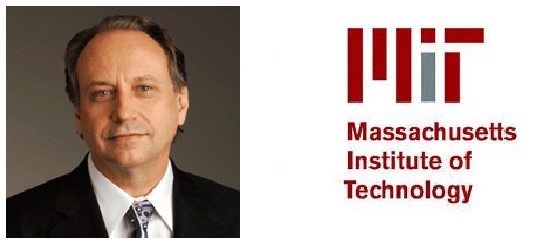 MIT
Massachusetts
Institute of
Technology